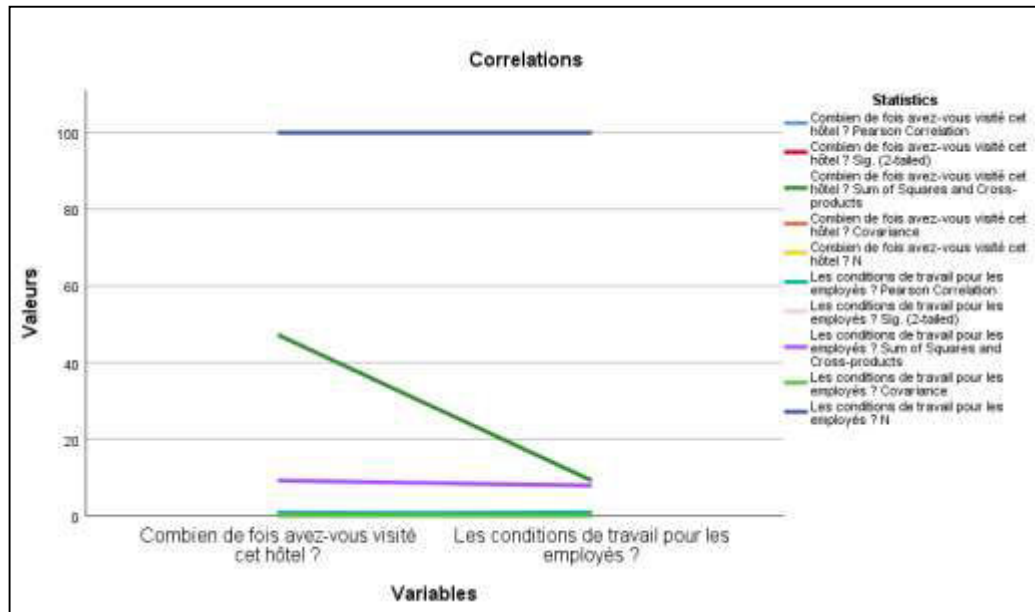 Correlations
Statistics
Combien de fois avez-vous visité cet
hôtel ? Pearson Correlation
Combien de fois avez-vous visité cet
hôtel ? Sig. (2-tailed)
Combien de fois avez-vous visité cet
hôtel ? Sum of Squares and Cross-
products
Combien de fois avez-vous visité cet
hôtel ? Covariance
Combien de fois avez-vous visité cet
hôtel ? N
Les conditions de travail pour les
employés ? Pearson Correlation
Les conditions de travail pour les
employés ? Sig. (2-tailed)
Les conditions de travail pour les
employés ? Sum of Squares and
Cross-products
Les conditions de travail pour les
employés ? Covariance
Les conditions de travail pour les
employés ? N
Valeurs
100
80
60
40
20
0
Combien de fois avez-vous visité
cet hôtel ?
Les conditions de travail pour les
employés ?
Variables